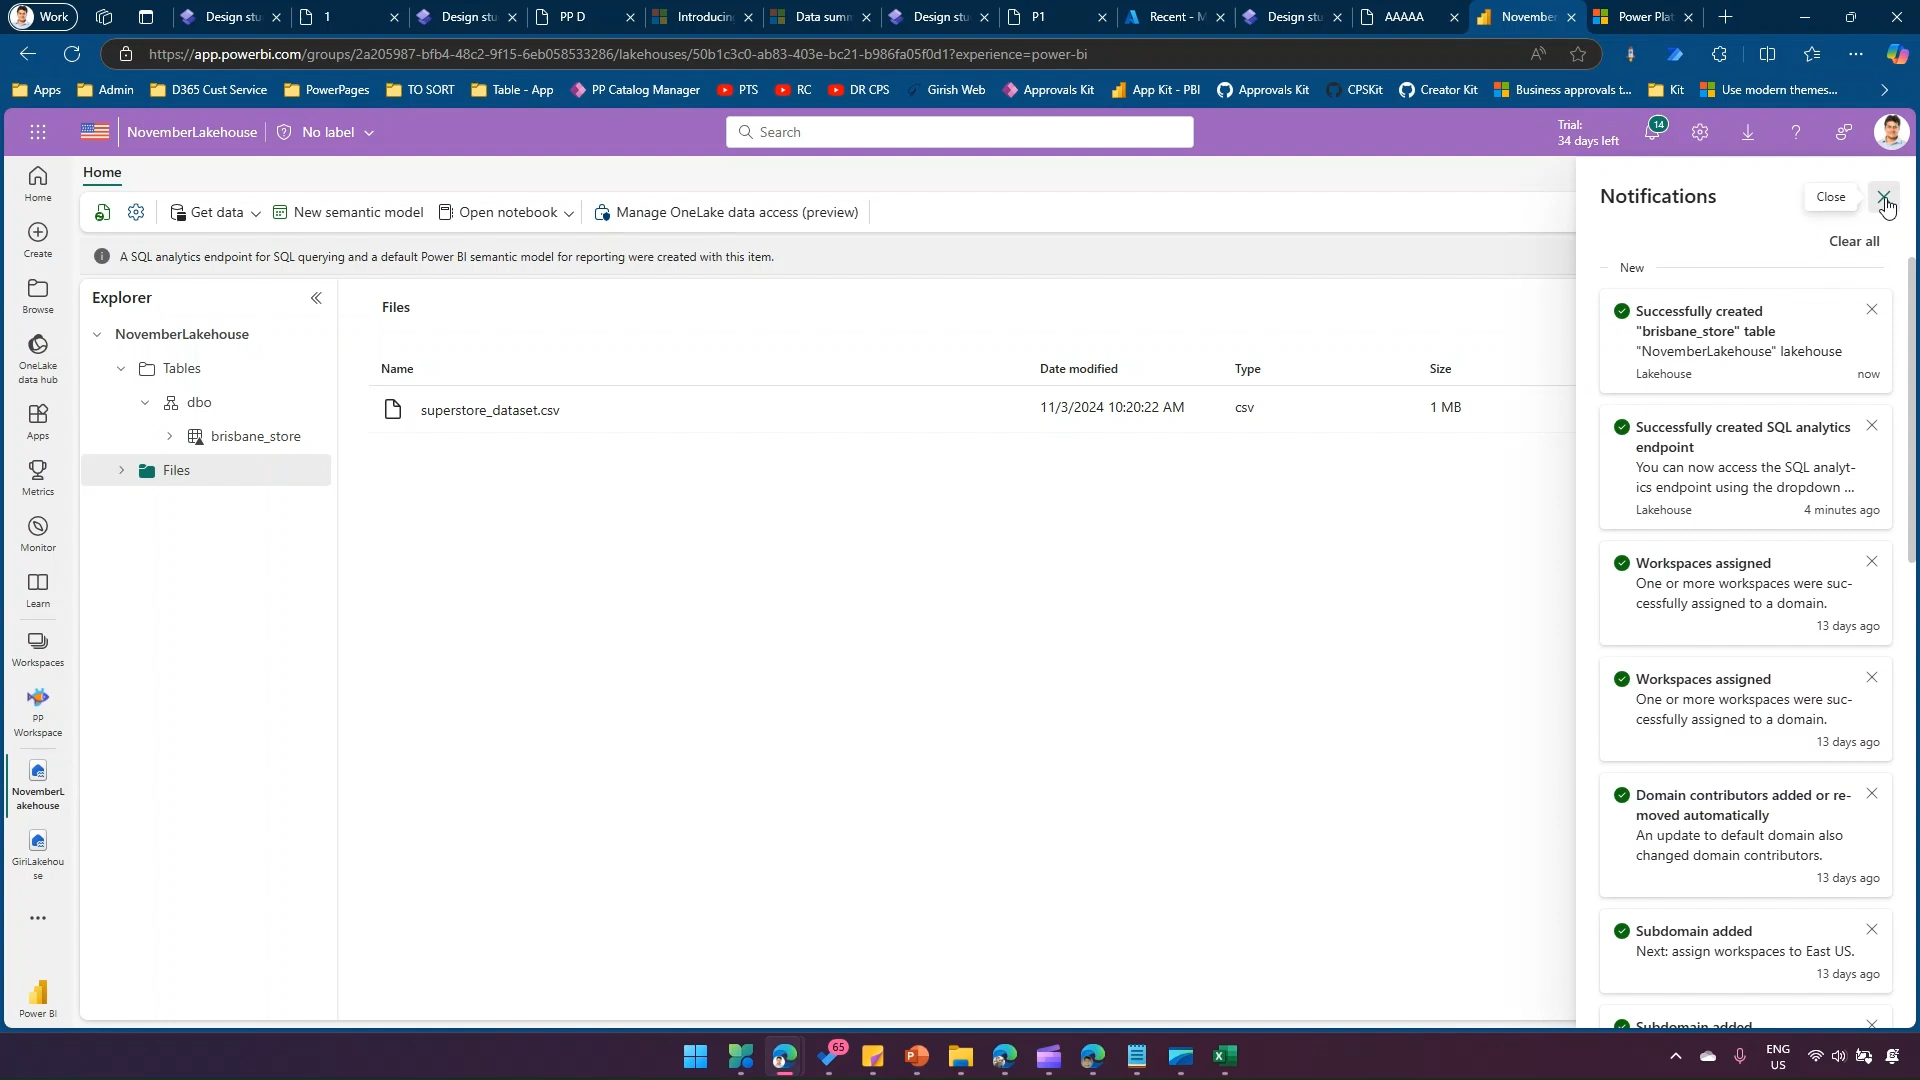 Work
Design stu
1
Design stu
PP D
Introducin
Data summ
Design stu
P1
Recent - M
Design stu
AAAAA
November
Power Plat
https://app.powerbi.com/groups/2a205987-bfb4-48c2-9f15-6eb058533286/lakehouses/50b1c3c0-ab83-403e-bc21-b986fa05f0d1?experience=power-bi
Apps
Admin
D365 Cust Service
PowerPages
TO SORT
Table - App
PP Catalog Manager
PTS
RC
DR CPS
Girish Web
Approvals Kit
App Kit - PBI
Approvals Kit
CPSKit
Creator Kit
Business approvals t...
Kit
Use modern themes...
NovemberLakehouse
No label
Search
Trial:
34 days left
14
Home
Create
Browse
OneLake
data hub
Apps
Metrics
Monitor
Learn
Workspaces
PP
Workspace
NovemberL
akehouse
GiriLakehou
se
Power BI
Home
Get data
New semantic model
Open notebook
Manage OneLake data access (preview)
A SQL analytics endpoint for SQL querying and a default Power BI semantic model for reporting were created with this item.
Explorer
NovemberLakehouse
Tables
dbo
brisbane_store
Files
Files
Name
Date modified
Type
Size
superstore_dataset.csv
11/3/2024 10:20:22 AM
csv
1 MB
Notifications
Close
Clear all
New
Successfully created
"brisbane_store" table
"NovemberLakehouse" lakehouse
Lakehouse
now
Successfully created SQL analytics
endpoint
You can now access the SQL analyt-
ics endpoint using the dropdown ...
Lakehouse
4 minutes ago
Workspaces assigned
One or more workspaces were suc-
cessfully assigned to a domain.
13 days ago
Workspaces assigned
One or more workspaces were suc-
cessfully assigned to a domain.
13 days ago
Domain contributors added or re-
moved automatically
An update to default domain also
changed domain contributors.
13 days ago
Subdomain added
Next: assign workspaces to East US.
13 days ago
Subdomain added
65
ENG
US